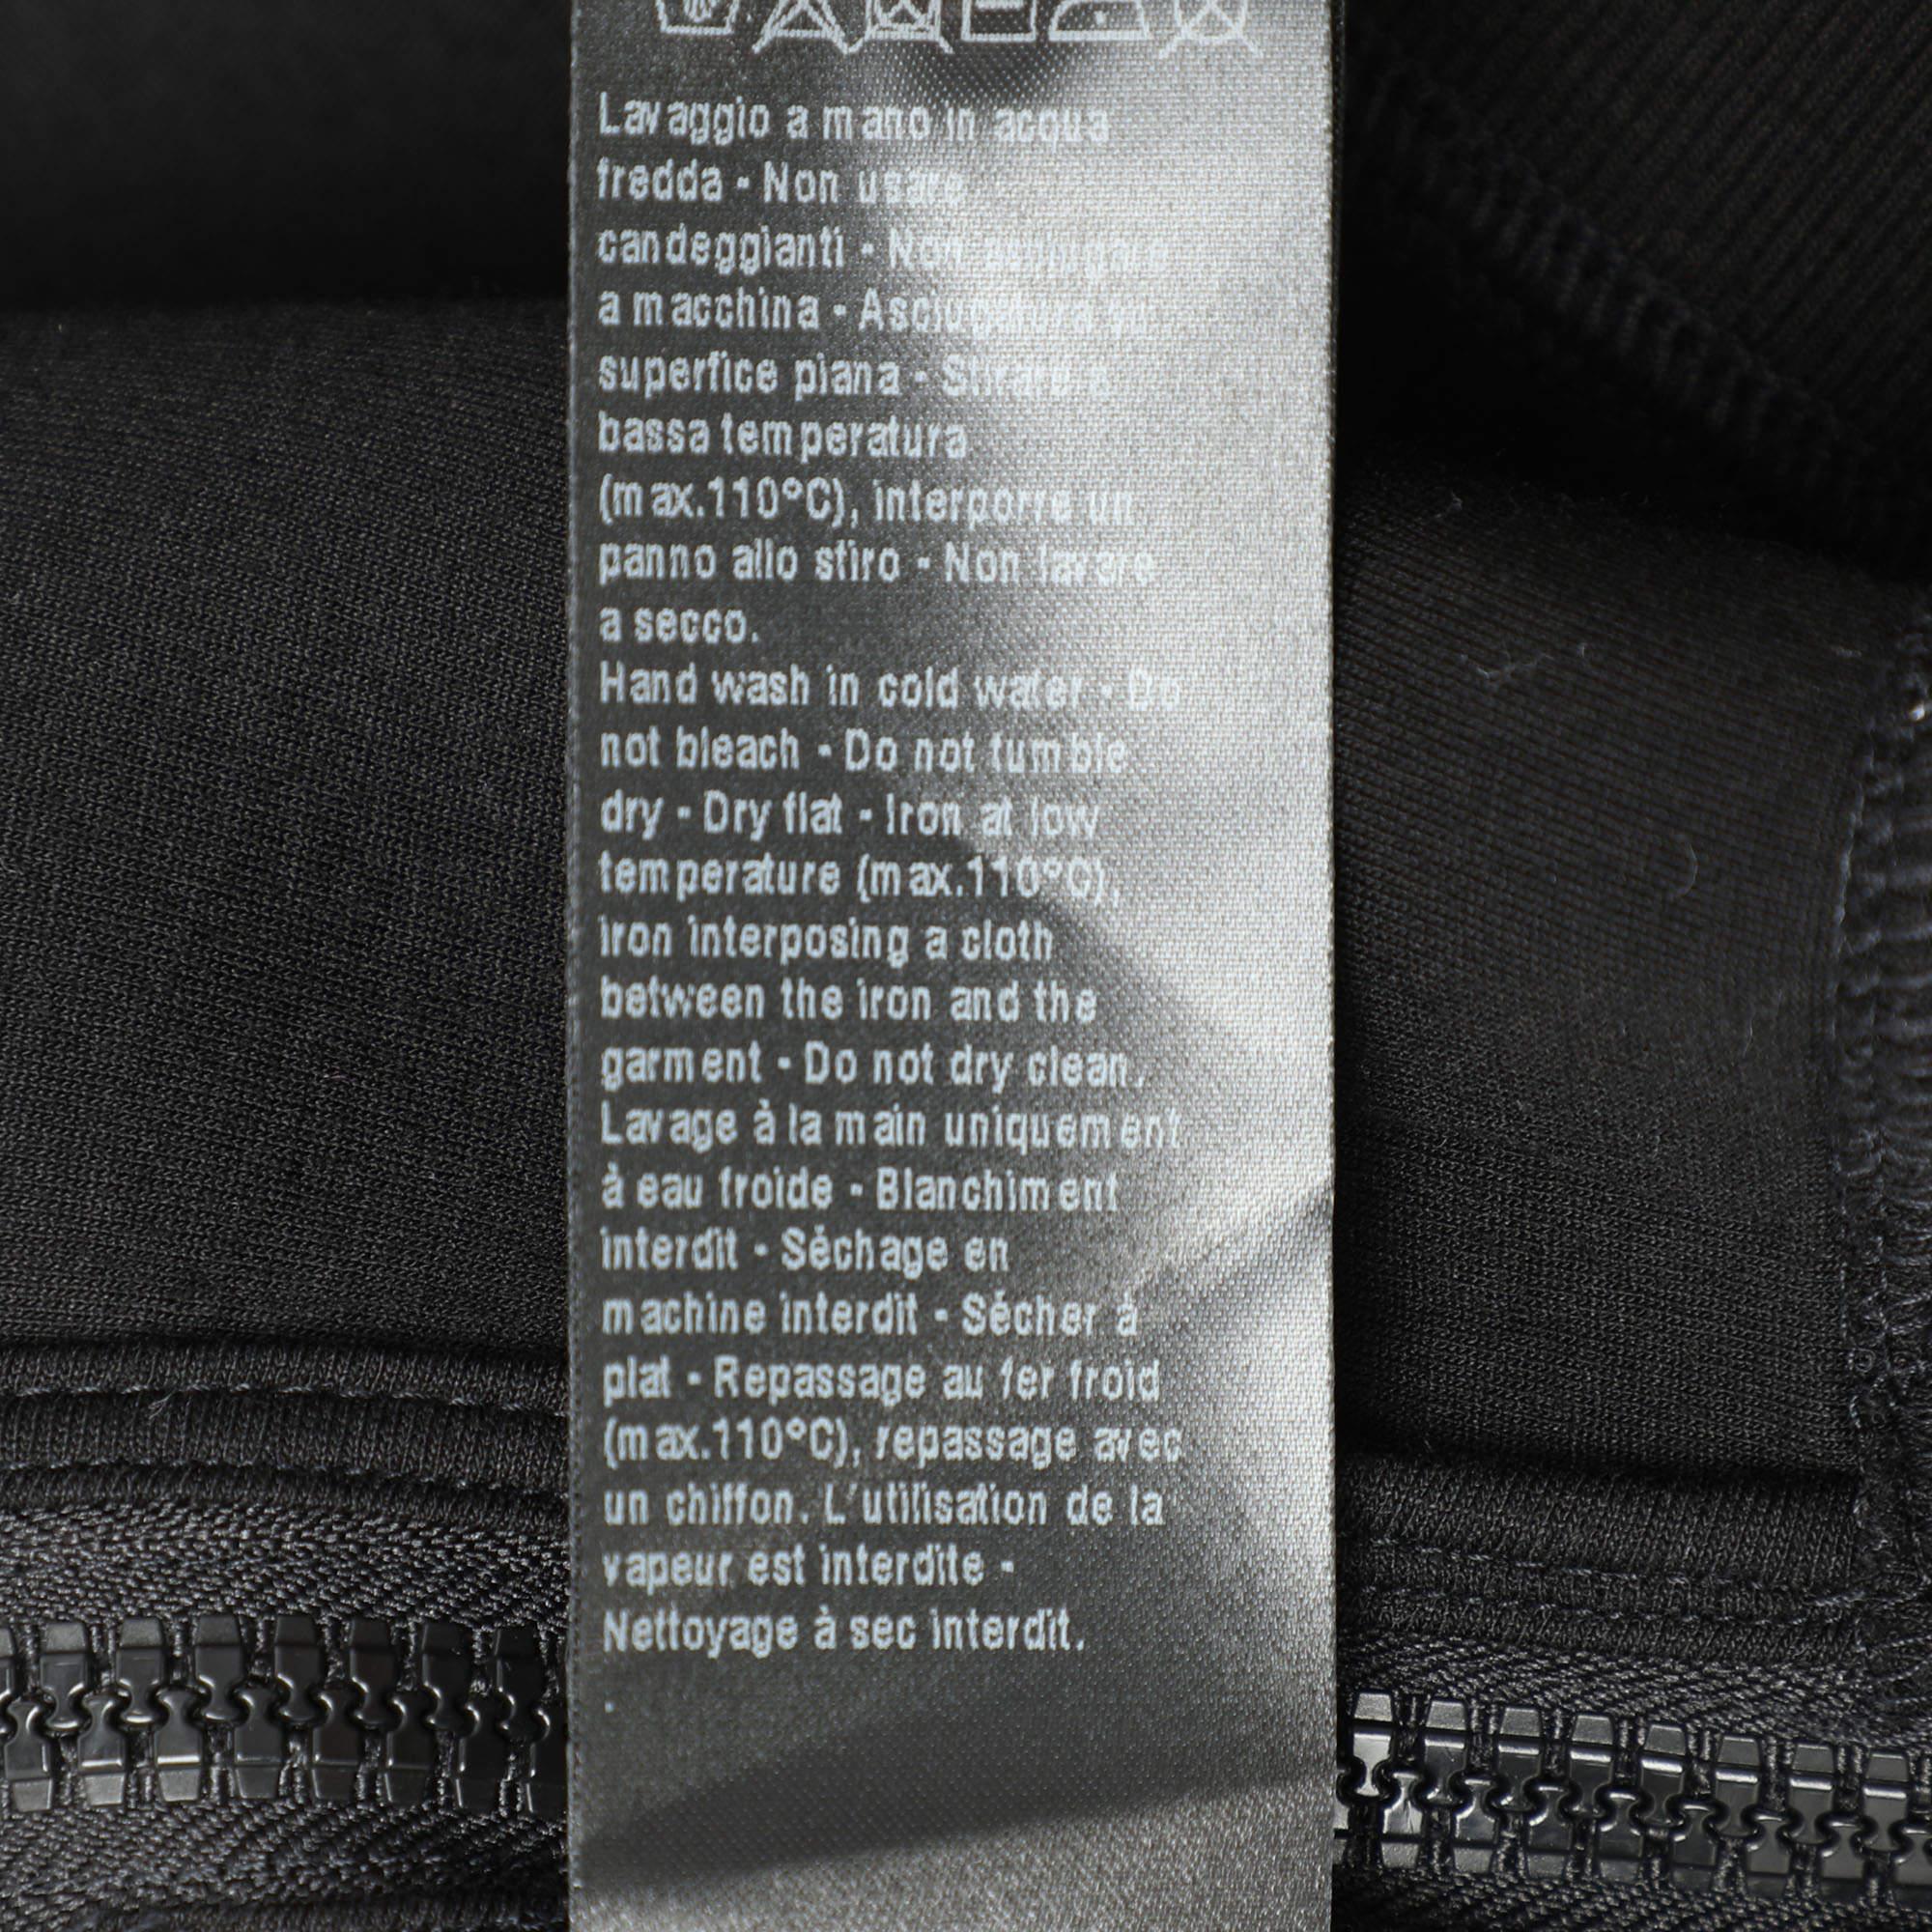 Lavaggio a mano in acqua
fredda - Non usare
candeggianti - Non asciugare
a macchina - Asciugatura su
superfice piana - Stirare a
bassa temperatura
(max.110°C), interporre un
panno allo stiro - Non lavare
a secco.
Hand wash in cold water - Do
not bleach - Do not tumble
dry - Dry flat - Iron at low
temperature (max.110°C),
iron interposing a cloth
between the iron and the
garment - Do not dry clean.
Lavage à la main uniquement
à eau froide - Blanchiment
interdit - Séchage en
machine interdit - Sécher à
plat - Repassage au fer froid
(max.110°C), repassage avec
un chiffon. L'utilisation de la
vapeur est interdite -
Nettoyage à sec interdit.
.